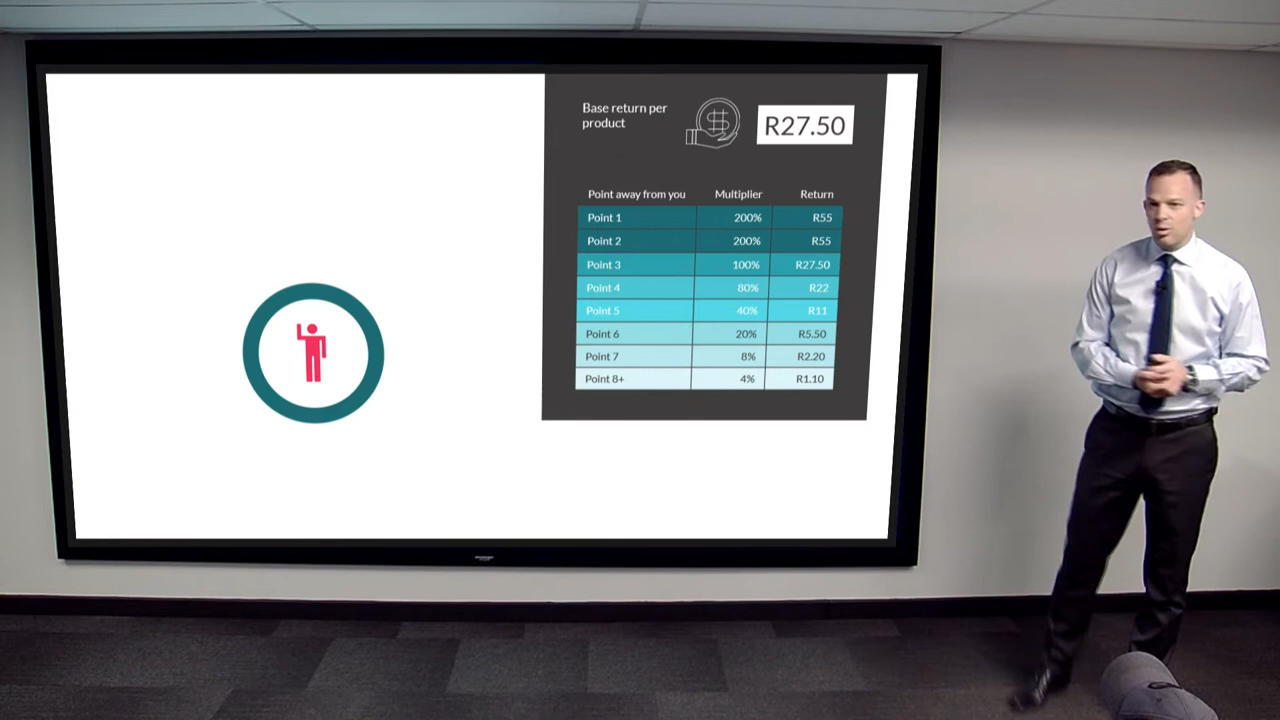 Base return per
product
R27.50
Point away from you Multiplier Return
Point 1 200% R55
Point 2 200% R55
Point 3 100% R27.50
Point 4 80% R22
Point 5 40% R11
Point 6 20% R5.50
Point 7 8% R2.20
Point 8+ 4% R1.10